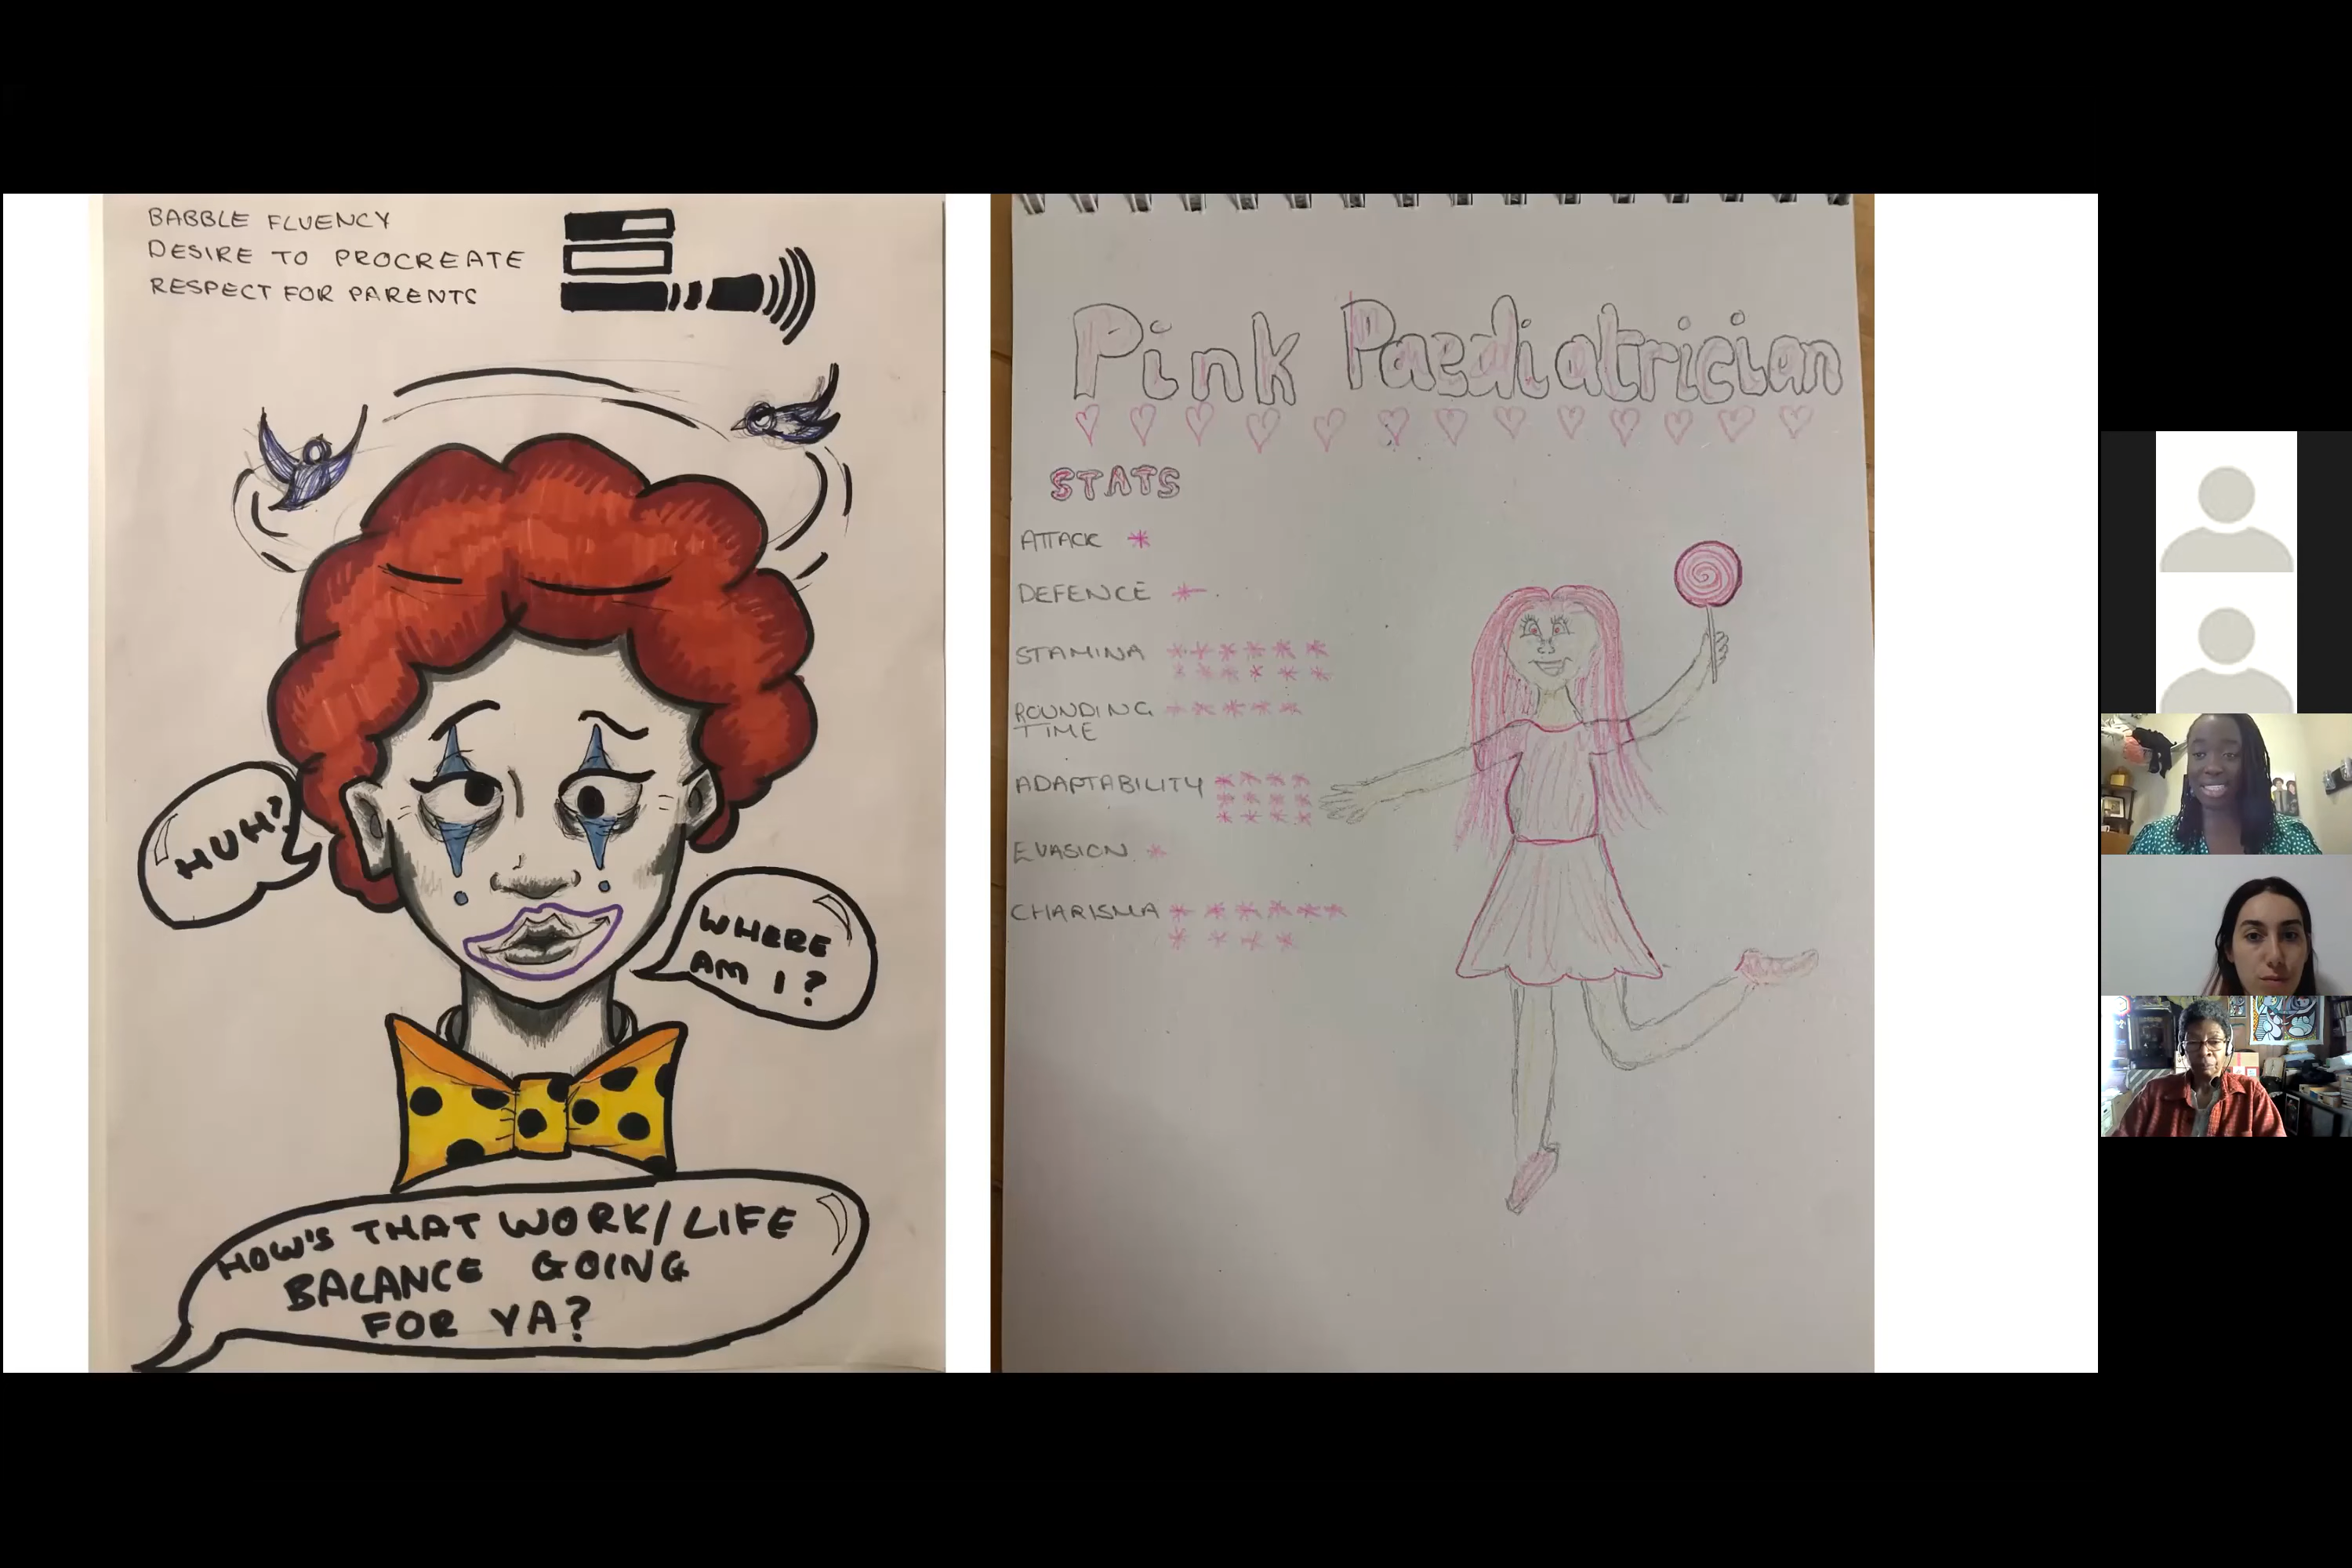 BABBLE FLUENCY
DESIRE TO PROCREATE
RESPECT FOR PARENTS
HUH?
WHERE
AM I?
HOW'S THAT WORK/LIFE
BALANCE GOING
FOR YA?
Pink Paediatrician
STATS
ATTACK
DEFENCE
STAMINA
ROUNDING
TIME
ADAPTABILITY
EVASION
CHARISMA